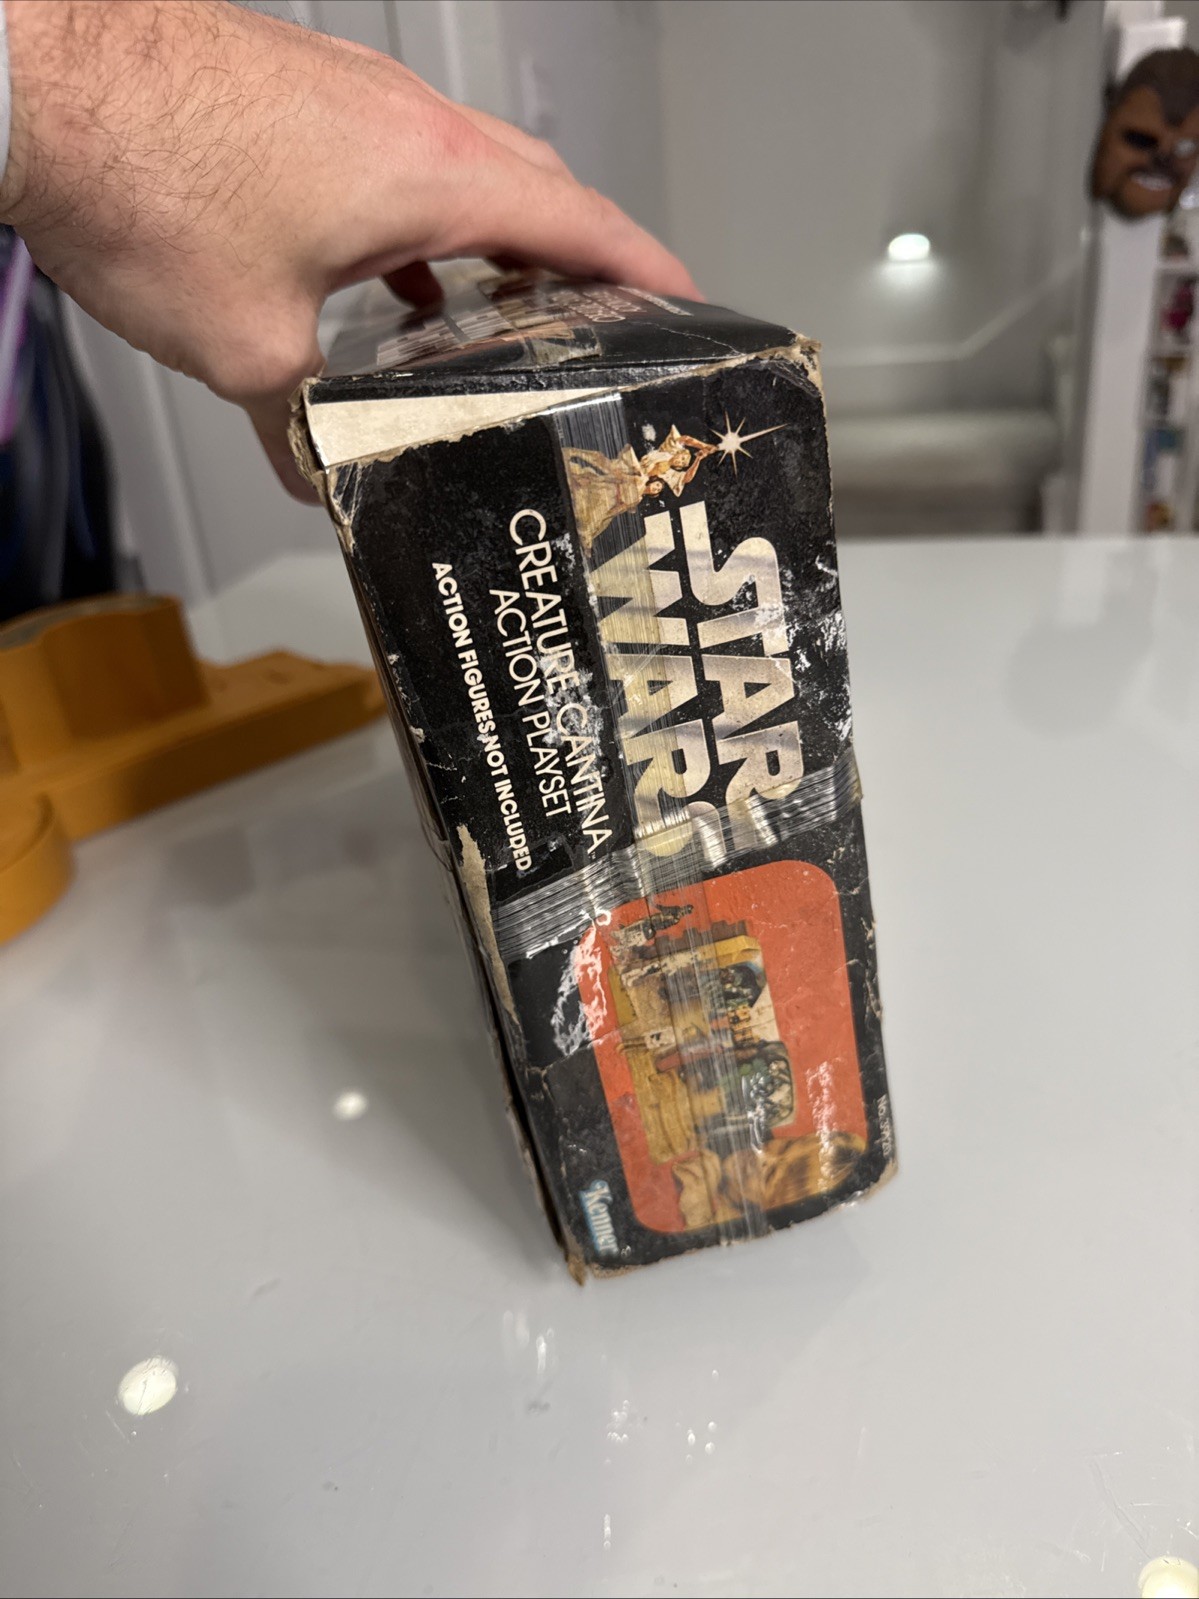 STAR
WARS
CREATURE CANTINA
ACTION PLAYSET
ACTION FIGURES NOT INCLUDED
Kenner